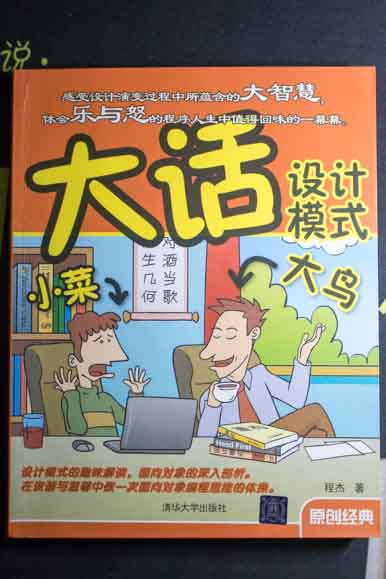 说.
感受设计演变过程中所蕴含的大智慧,
体会乐与怒的程序人生中值得回味的一幕幕。
大话
设计
模式
小菜
大鸟
对酒当歌
人生几何
Head First
设计模式的趣味解读，面向对象的深入剖析。
在诙谐与温馨中做一次面向对象编程思维的体操。
程杰 著
清华大学出版社
原创经典